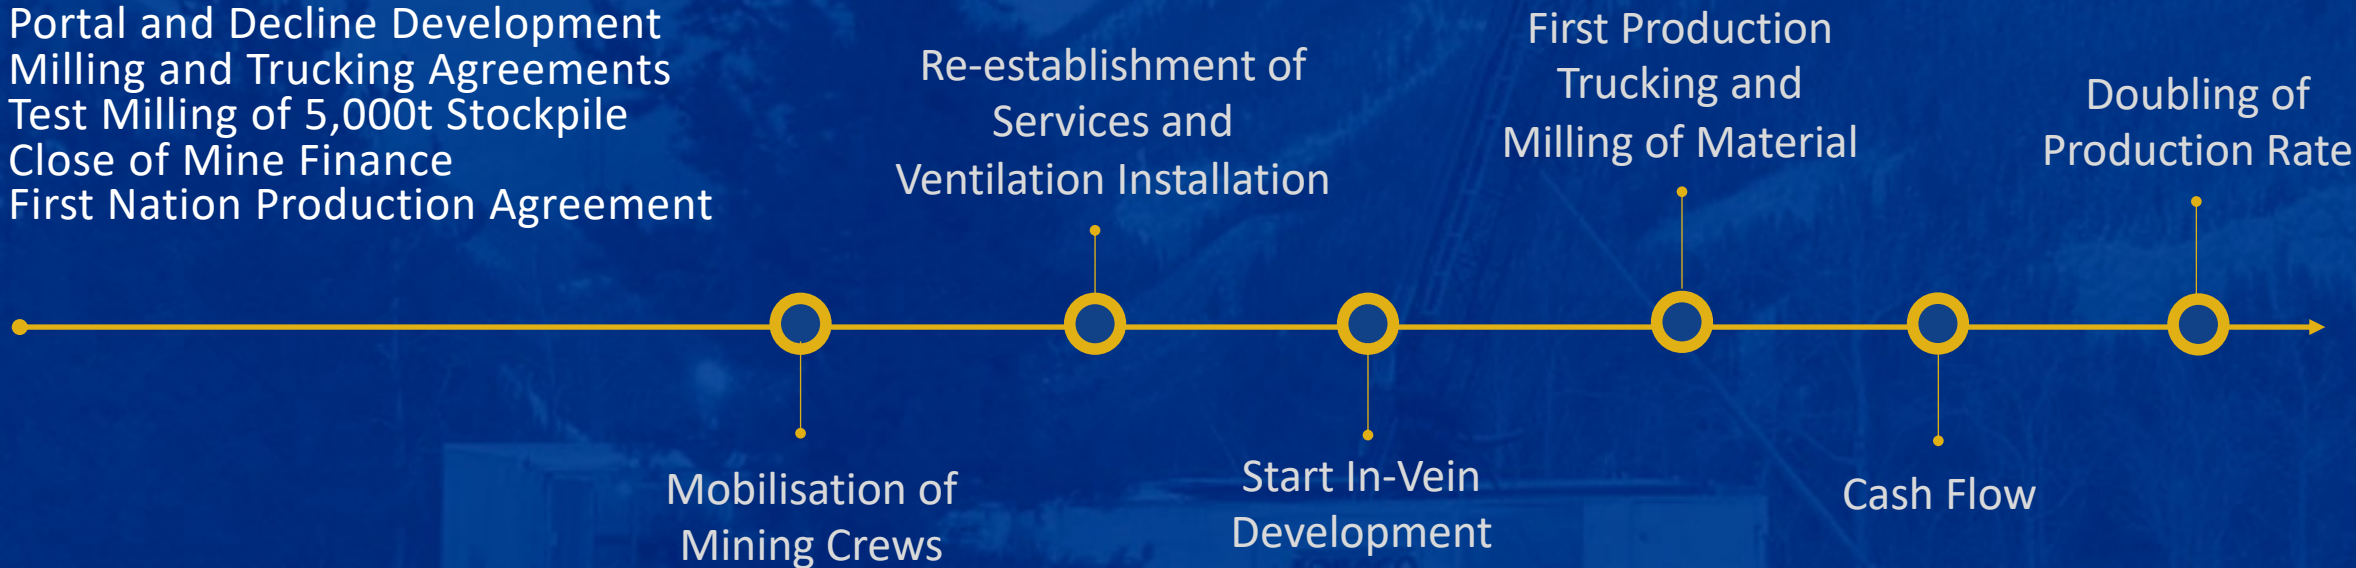 Portal and Decline Development
Milling and Trucking Agreements
Test Milling of 5,000t Stockpile
Close of Mine Finance
First Nation Production Agreement
Mobilisation of
Mining Crews
Re-establishment of
Services and
Ventilation Installation
Start In-Vein
Development
First Production
Trucking and
Milling of Material
Cash Flow
Doubling of
Production Rate